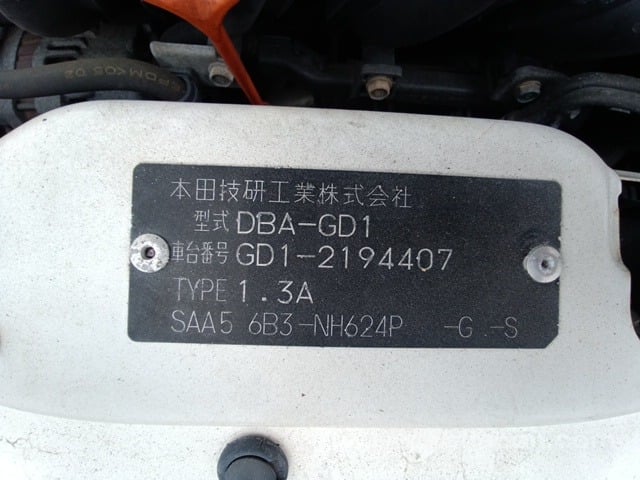 本田技研工業株式会社
型式 DBA-GD1
車台番号 GD1-2194407
TYPE 1.3A
SAA5 6B3-NH624P -G -S